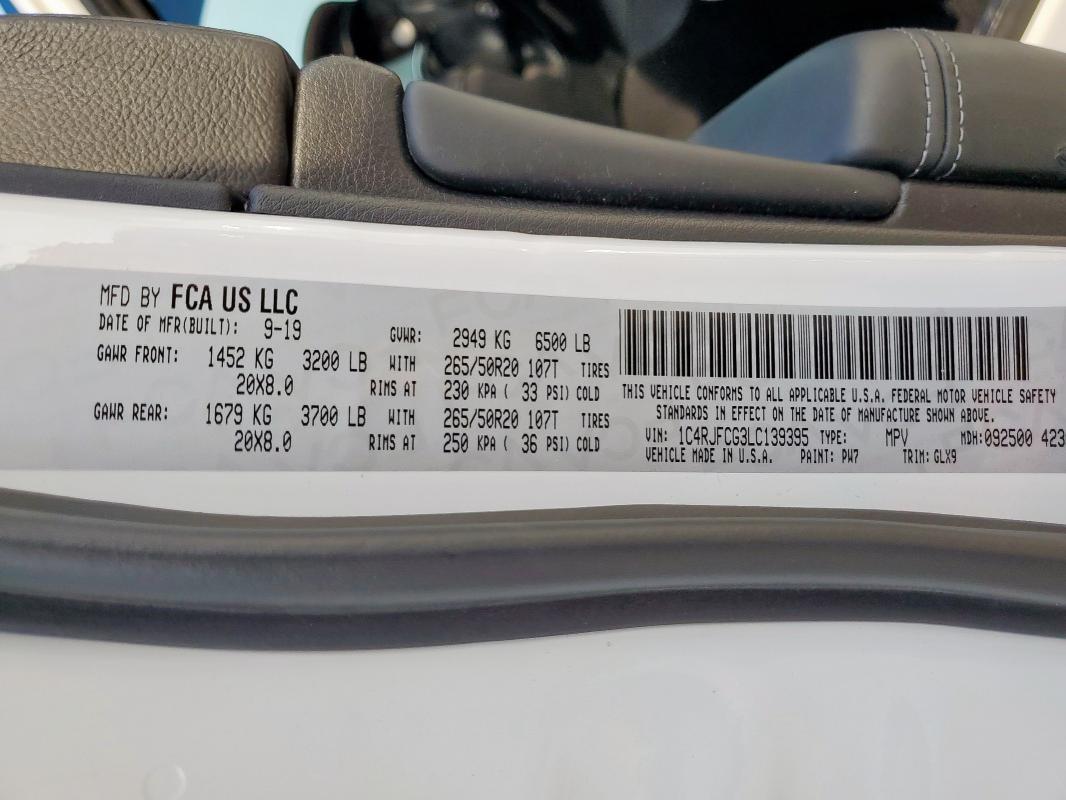 MFD BY FCA US LLC
DATE OF MFR(BUILT): 9-19 GVWR: 2949 KG 6500 LB
GAWR FRONT: 1452 KG 3200 LB WITH 265/50R20 107T TIRES
20X8.0 RIMS AT 230 KPA ( 33 PSI) COLD
GAWR REAR: 1679 KG 3700 LB WITH 265/50R20 107T TIRES
20X8.0 RIMS AT 250 KPA ( 36 PSI) COLD
THIS VEHICLE CONFORMS TO ALL APPLICABLE U.S.A. FEDERAL MOTOR VEHICLE SAFETY
STANDARDS IN EFFECT ON THE DATE OF MANUFACTURE SHOWN ABOVE.
VIN: 1C4RJFCG3LC139395 TYPE: MPV MDH: 092500 423
VEHICLE MADE IN U.S.A. PAINT: PW7 TRIM: GLX9